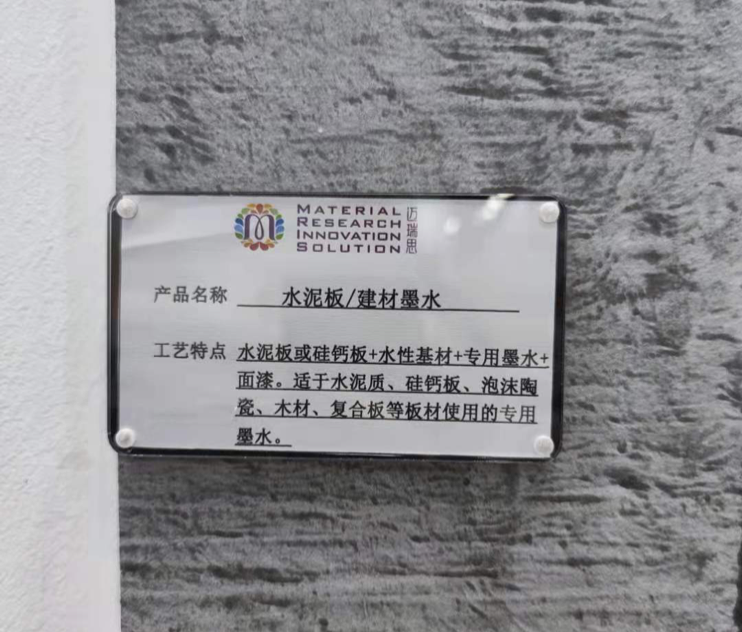 MATERIAL
RESEARCH
INNOVATION
SOLUTION
迈瑞思
产品名称 水泥板/建材墨水
工艺特点 水泥板或硅钙板+水性基材+专用墨水+
面漆。适于水泥质、硅钙板、泡沫陶
瓷、木材、复合板等板材使用的专用
墨水。